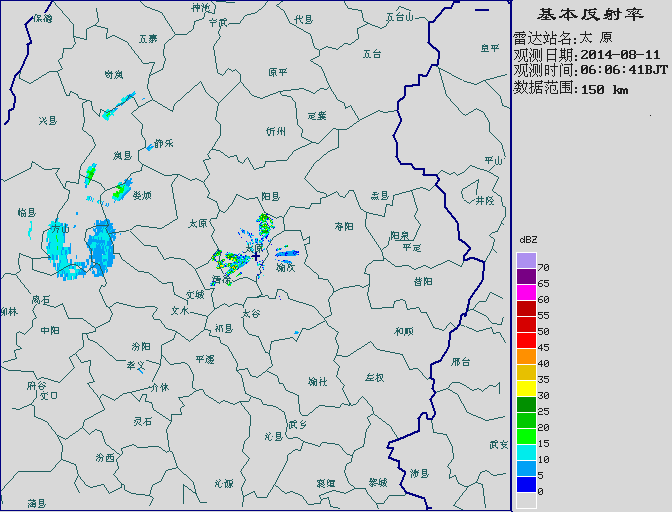 基本反射率
雷达站名:太 原
观测日期:2014-08-11
观测时间:06:06:41BJT
数据范围:150 km
dBZ
70
65
60
55
50
45
40
35
30
25
20
15
10
5
0
保德
神池
宁武
代县
五台山
五寨
阜平
五台
岢岚
原平
兴县
定襄
忻州
静乐
岚县
平山
娄烦
阳县
盂县
井陉
临县
方山
太原
寿阳
阳泉
平定
太原
榆次
清徐
昔阳
文城
离石
柳林
文水
太谷
祁县
中阳
和顺
汾阳
平遥
孝义
邢台
介休
榆社
左权
隰谷
交口
灵石
武乡
沁县
武安
汾西
沁源
襄垣
黎城
涉县
蒲县